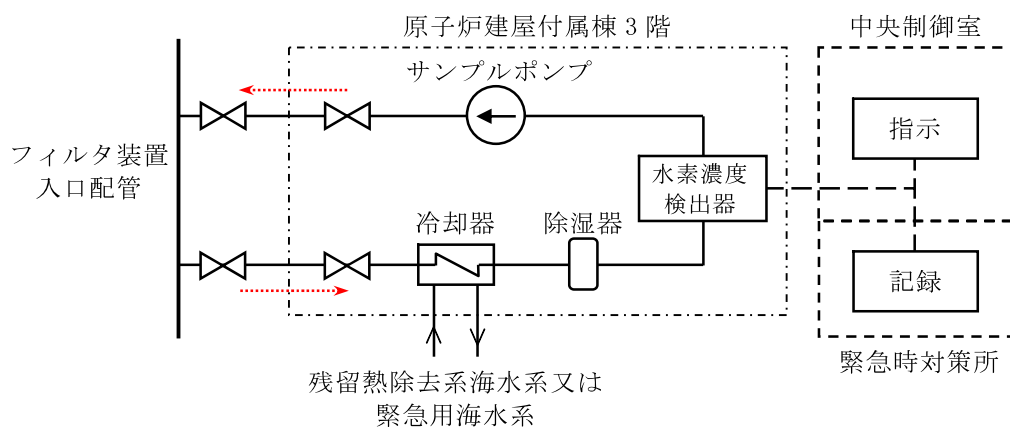 原子炉建屋付属棟３階
中央制御室
サンプルポンプ
指示
フィルタ装置
入口配管
水素濃度
検出器
冷却器
除湿器
記録
緊急時対策所
残留熱除去系海水系又は
緊急用海水系